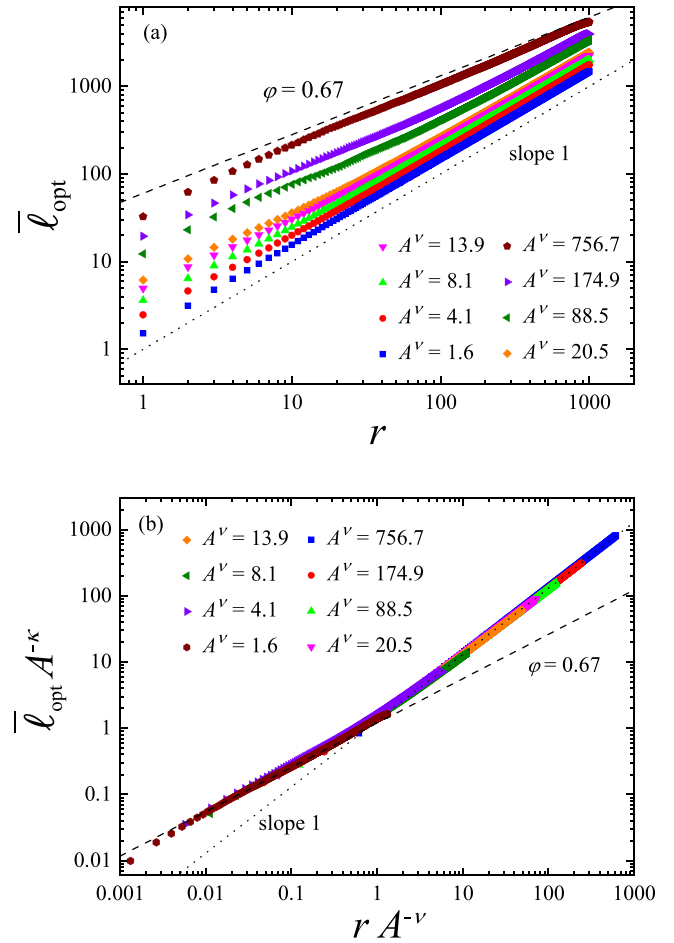 (a)
1000
100
10
1
φ = 0.67
slope 1
A^ν = 13.9
A^ν = 756.7
A^ν = 8.1
A^ν = 174.9
A^ν = 4.1
A^ν = 88.5
A^ν = 1.6
A^ν = 20.5
ℓ̅_opt
1 10 100 1000
r
(b)
1000
100
10
1
0.1
0.01
A^ν = 13.9
A^ν = 756.7
A^ν = 8.1
A^ν = 174.9
A^ν = 4.1
A^ν = 88.5
A^ν = 1.6
A^ν = 20.5
φ = 0.67
slope 1
ℓ̅_opt A^-κ
0.001 0.01 0.1 1 10 100 1000
r A^-ν